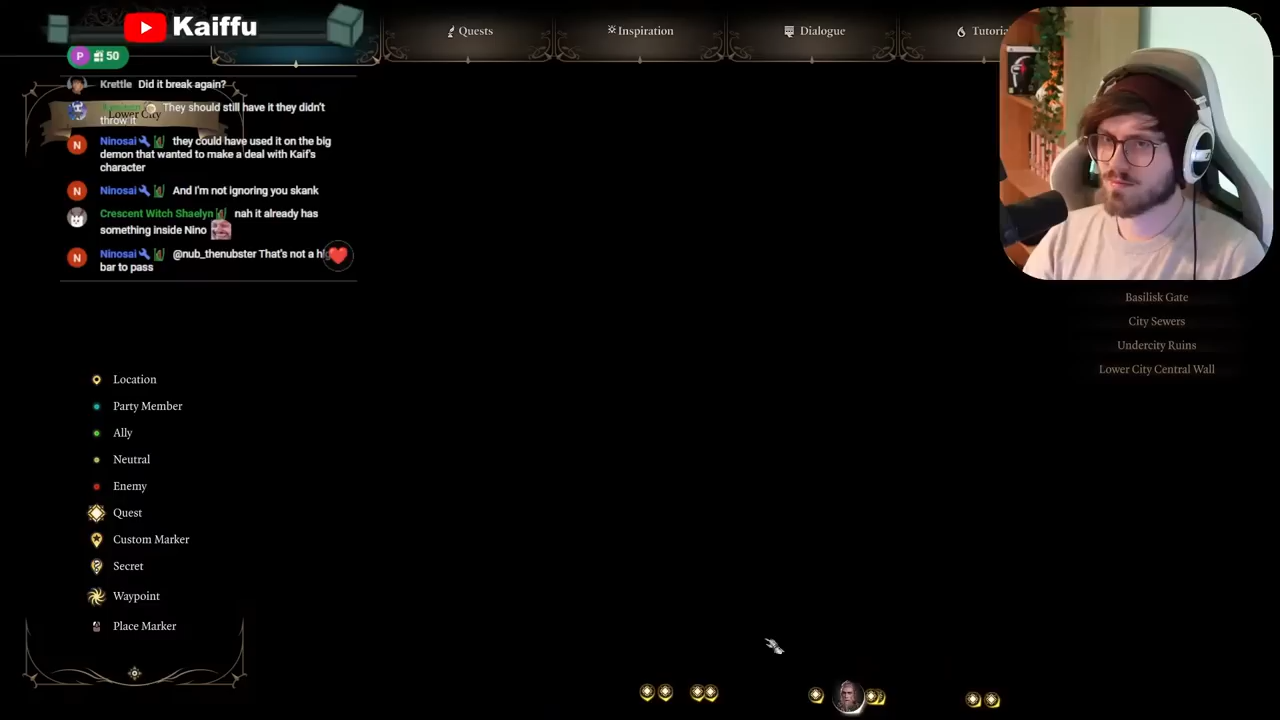 Kaiffu
Quests
Inspiration
Dialogue
P 50
Krettle Did it break again?
They should still have it they didn't
throw it
Lower City
N Ninosai they could have used it on the big
demon that wanted to make a deal with Kaif's
character
N Ninosai And I'm not ignoring you skank
Crescent Witch Shaelyn nah it already has
something inside Nino
N Ninosai @nub_thenubster That's not a
bar to pass
Basilisk Gate
City Sewers
Undercity Ruins
Lower City Central Wall
Location
Party Member
Ally
Neutral
Enemy
Quest
Custom Marker
Secret
Waypoint
Place Marker